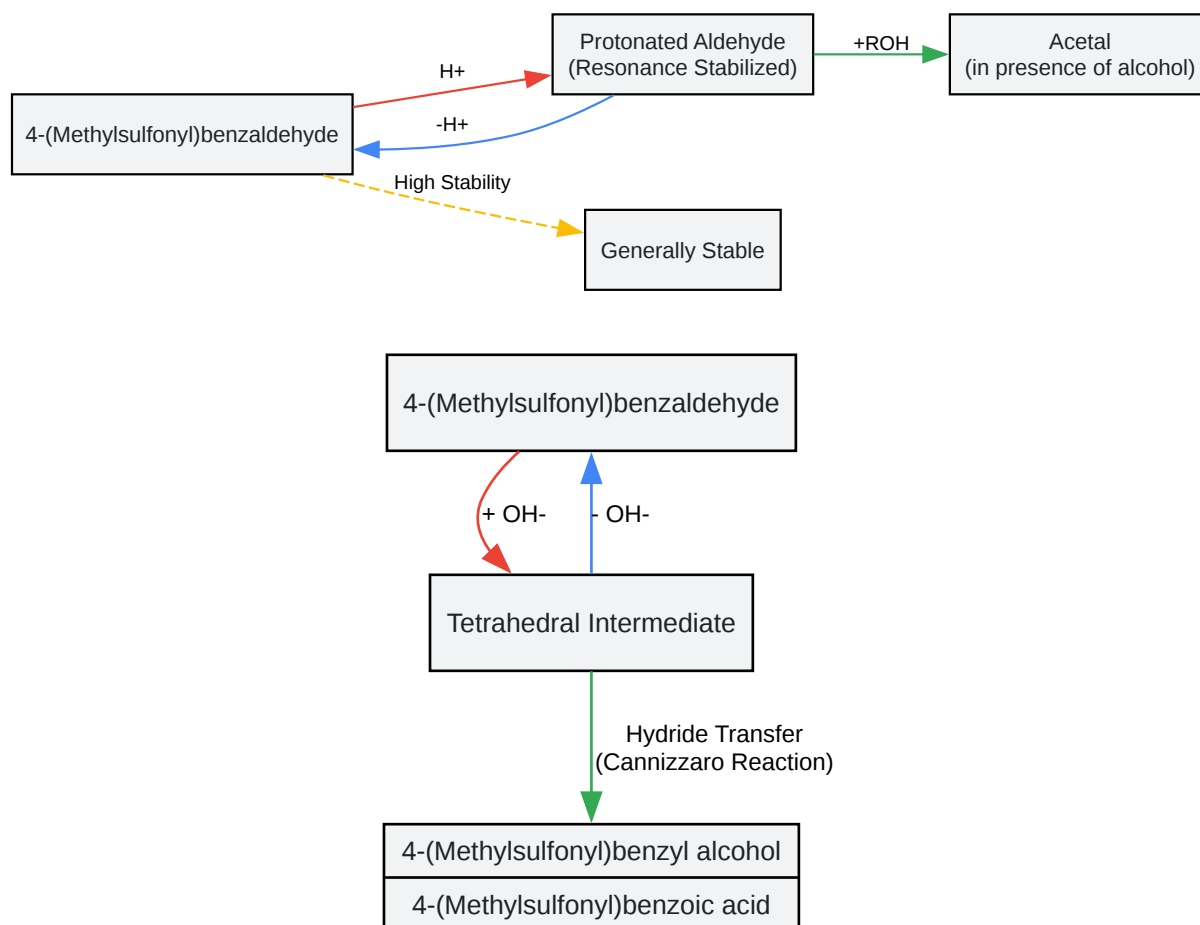 Protonated Aldehyde
(Resonance Stabilized)
+ROH
Acetal
(in presence of alcohol)
H+
4-(Methylsulfonyl)benzaldehyde
-H+
High Stability
Generally Stable
4-(Methylsulfonyl)benzaldehyde
+ OH-
- OH-
Tetrahedral Intermediate
Hydride Transfer
(Cannizzaro Reaction)
4-(Methylsulfonyl)benzyl alcohol
4-(Methylsulfonyl)benzoic acid